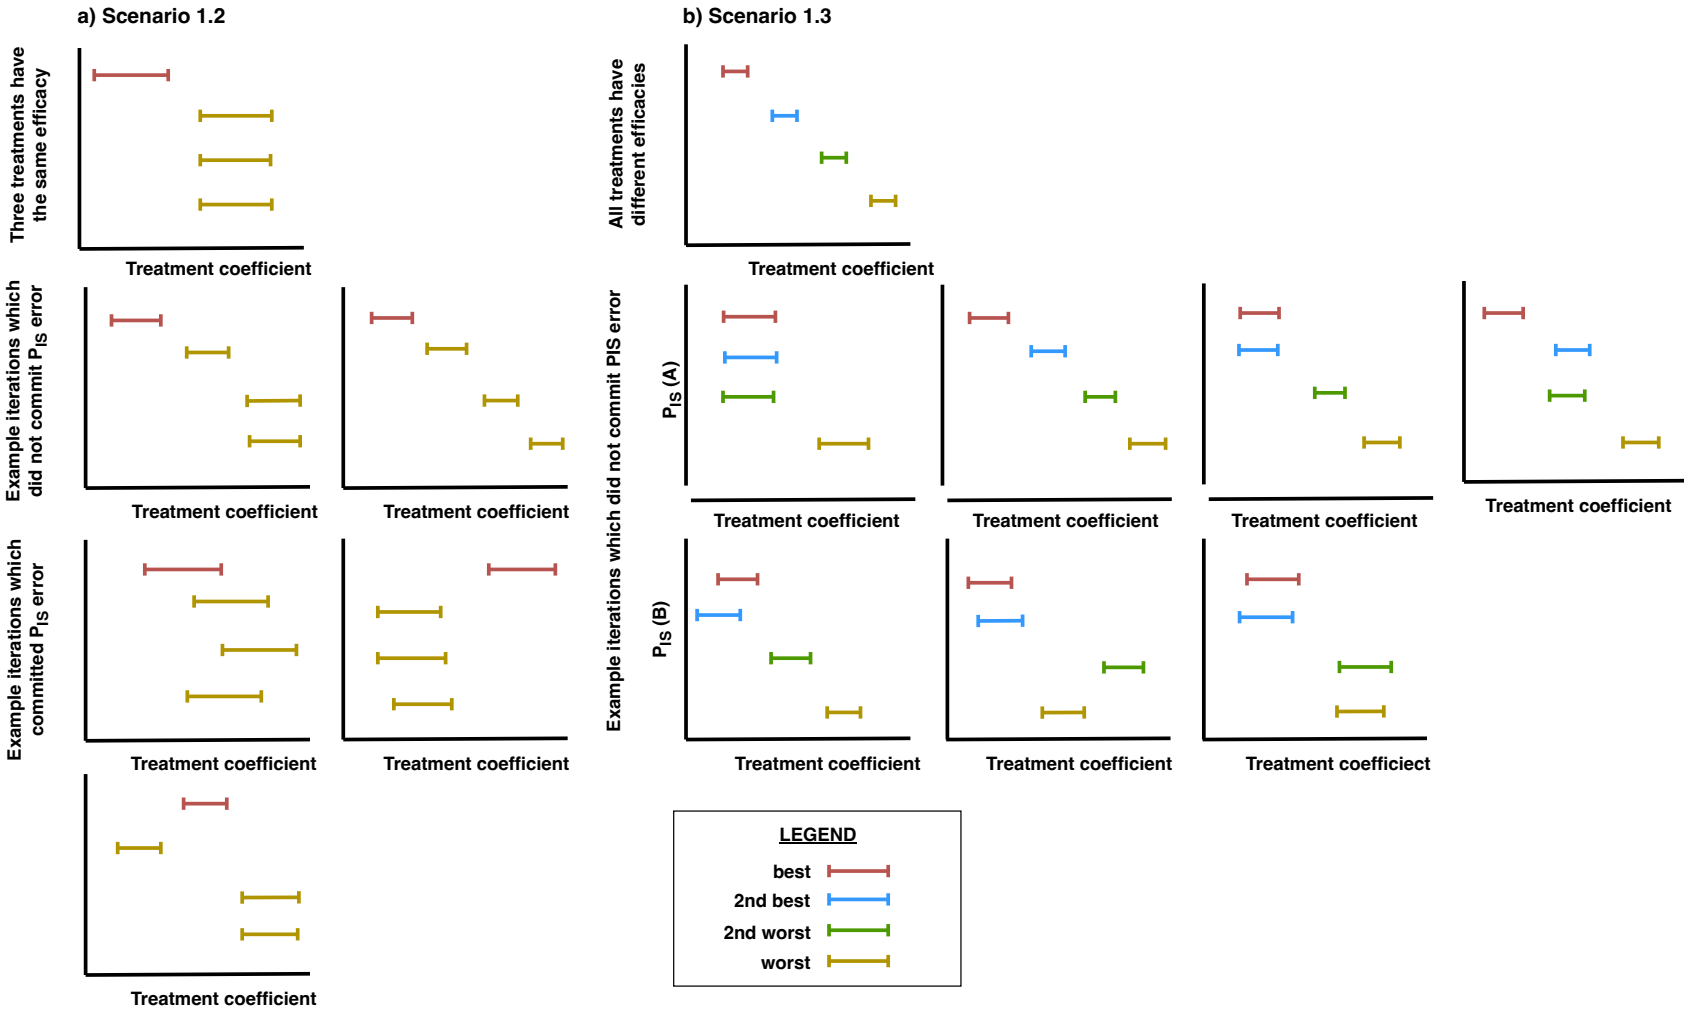 a) Scenario 1.2
b) Scenario 1.3
Three treatments have
the same efficacy
Treatment coefficient
All treatments have
different efficacies
Treatment coefficient
Example iterations which
did not commit PIS error
Treatment coefficient
Treatment coefficient
Example iterations which
committed PIS error
Treatment coefficient
Treatment coefficient
Treatment coefficient
Example iterations which did not commit PIS error
PIS (A)
Treatment coefficient
Treatment coefficient
Treatment coefficient
Treatment coefficient
PIS (B)
Treatment coefficient
Treatment coefficient
Treatment coefficiect
LEGEND
best
2nd best
2nd worst
worst